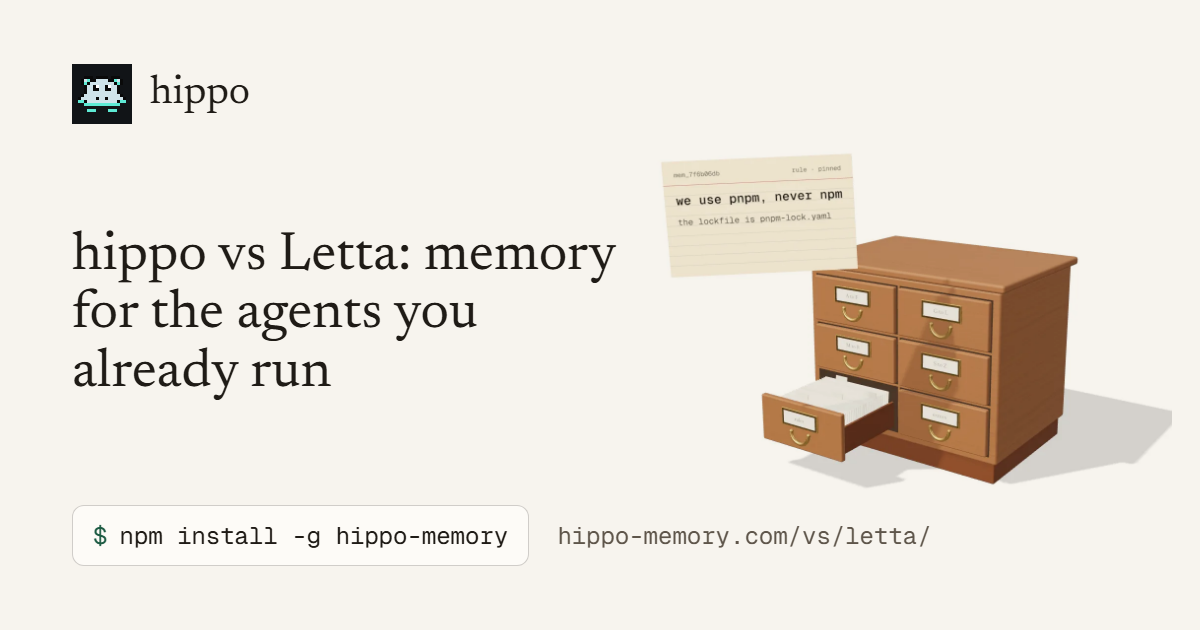 hippo
mem_7f6b06db
rule · pinned
we use pnpm, never npm
the lockfile is pnpm-lock.yaml
hippo vs Letta: memory
for the agents you
already run
$ npm install -g hippo-memory
hippo-memory.com/vs/letta/